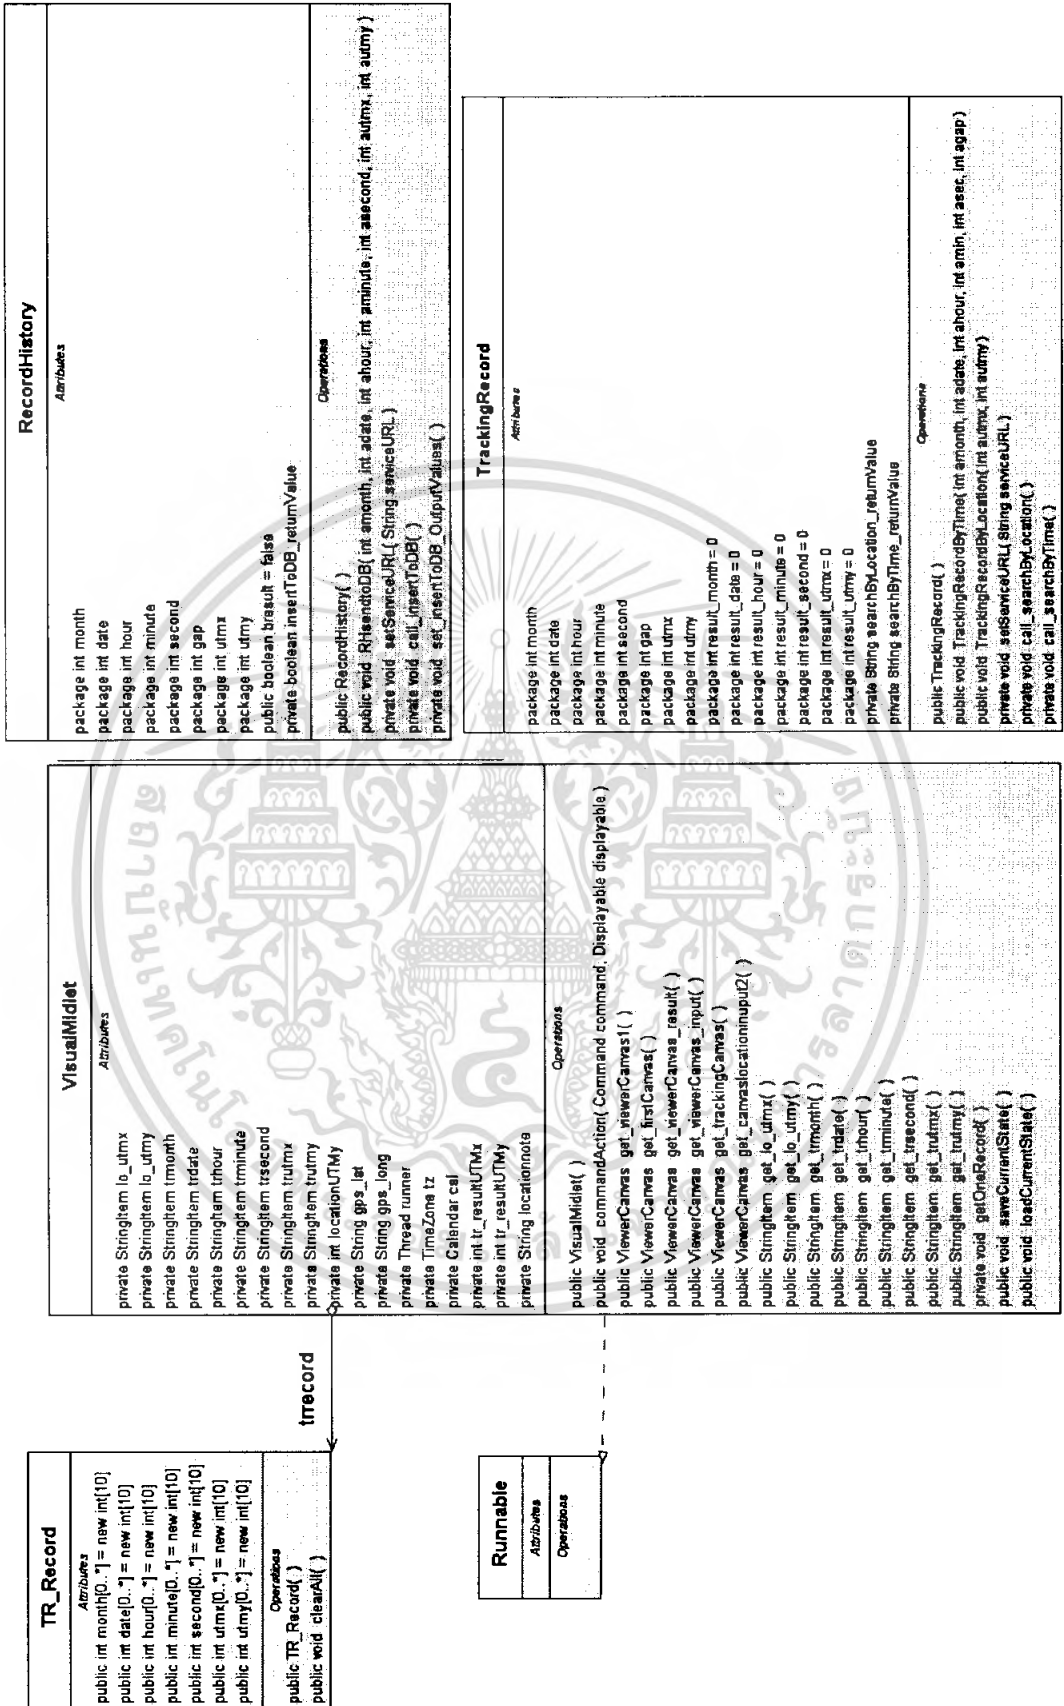 TR_Record
Attributes
public int month[0..*] = new int[10]
public int date[0..*] = new int[10]
public int hour[0..*] = new int[10]
public int minute[0..*] = new int[10]
public int second[0..*] = new int[10]
public int utmx[0..*] = new int[10]
public int utmy[0..*] = new int[10]
Operations
public TR_Record( )
public void clearAll( )
trrecord
Runnable
Attributes
Operations
VisualMidlet
Attributes
private StringItem lo_utmx
private StringItem lo_utmy
private StringItem trmonth
private StringItem trdate
private StringItem trhour
private StringItem trminute
private StringItem trsecond
private StringItem trutmx
private StringItem trutmy
private int locationUTMy
private String gps_lat
private String gps_long
private Thread runner
private TimeZone tz
private Calendar cal
private int tr_resultUTMx
private int tr_resultUTMy
private String locationnote
Operations
public VisualMidlet( )
public void commandAction( Command command, Displayable displayable )
public ViewerCanvas get_viewerCanvas1( )
public ViewerCanvas get_firstCanvas( )
public ViewerCanvas get_viewerCanvas_result( )
public ViewerCanvas get_viewerCanvas_input( )
public ViewerCanvas get_trackingCanvas( )
public ViewerCanvas get_canvaslocationinuput2( )
public StringItem get_lo_utmx( )
public StringItem get_lo_utmy( )
public StringItem get_trmonth( )
public StringItem get_trdate( )
public StringItem get_trhour( )
public StringItem get_trminute( )
public StringItem get_trsecond( )
public StringItem get_trutmx( )
public StringItem get_trutmy( )
private void getOneRecord( )
public void saveCurrentState( )
public void loadCurrentState( )
RecordHistory
Attributes
package int month
package int date
package int hour
package int minute
package int second
package int gap
package int utmx
package int utmy
public boolean bresult = false
private boolean insertToDB_returnValue
Operations
public RecordHistory( )
public void RHsendtoDB( int amonth, int adate, int ahour, int aminute, int asecond, int autmx, int autmy )
private void setServiceURL( String serviceURL )
private void call_insertToDB( )
private void set_insertToDB_OutputValues( )
TrackingRecord
Attributes
package int month
package int date
package int hour
package int minute
package int second
package int gap
package int utmx
package int utmy
package int result_month = 0
package int result_date = 0
package int result_hour = 0
package int result_minute = 0
package int result_second = 0
package int result_utmx = 0
package int result_utmy = 0
private String searchByLocation_returnValue
private String searchByTime_returnValue
Operations
public TrackingRecord( )
public void TrackingRecordByTime( int amonth, int adate, int ahour, int amin, int asec, int agap )
public void TrackingRecordByLocation( int autmx, int autmy )
private void setServiceURL( String serviceURL )
private void call_searchByLocation( )
private void call_searchByTime( )